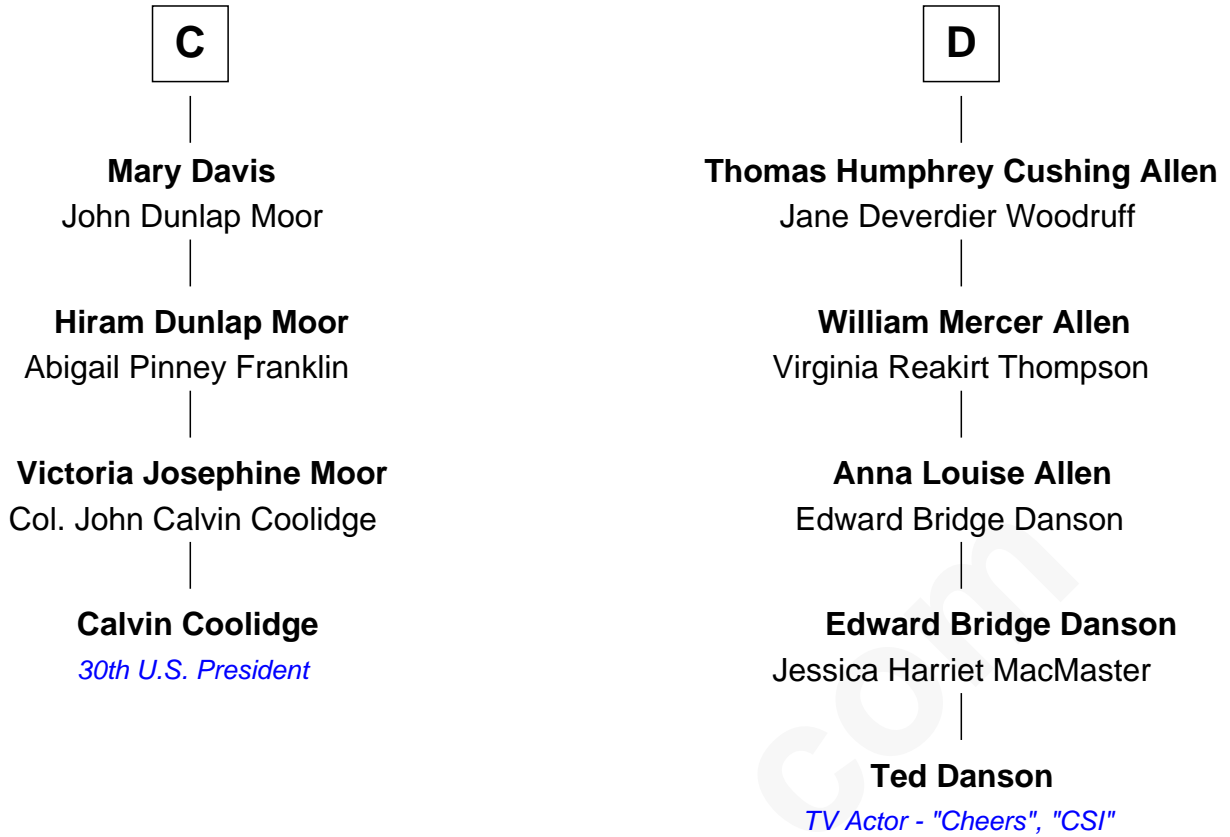 C
Mary Davis
John Dunlap Moor
Hiram Dunlap Moor
Abigail Pinney Franklin
Victoria Josephine Moor
Col. John Calvin Coolidge
Calvin Coolidge
30th U.S. President
D
Thomas Humphrey Cushing Allen
Jane Deverdier Woodruff
William Mercer Allen
Virginia Reakirt Thompson
Anna Louise Allen
Edward Bridge Danson
Edward Bridge Danson
Jessica Harriet MacMaster
Ted Danson
TV Actor - "Cheers", "CSI"
com